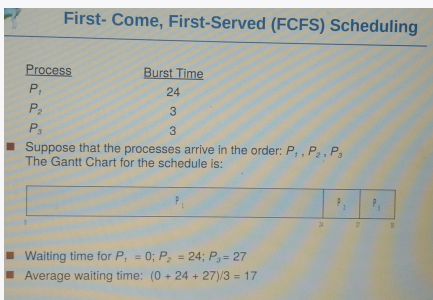 First- Come, First-Served (FCFS) Scheduling
Process Burst Time
P1 24
P2 3
P3 3
Suppose that the processes arrive in the order: P1 , P2 , P3
The Gantt Chart for the schedule is:
P1 P2 P3
0 24 27 30
Waiting time for P1 = 0; P2 = 24; P3 = 27
Average waiting time: (0 + 24 + 27)/3 = 17